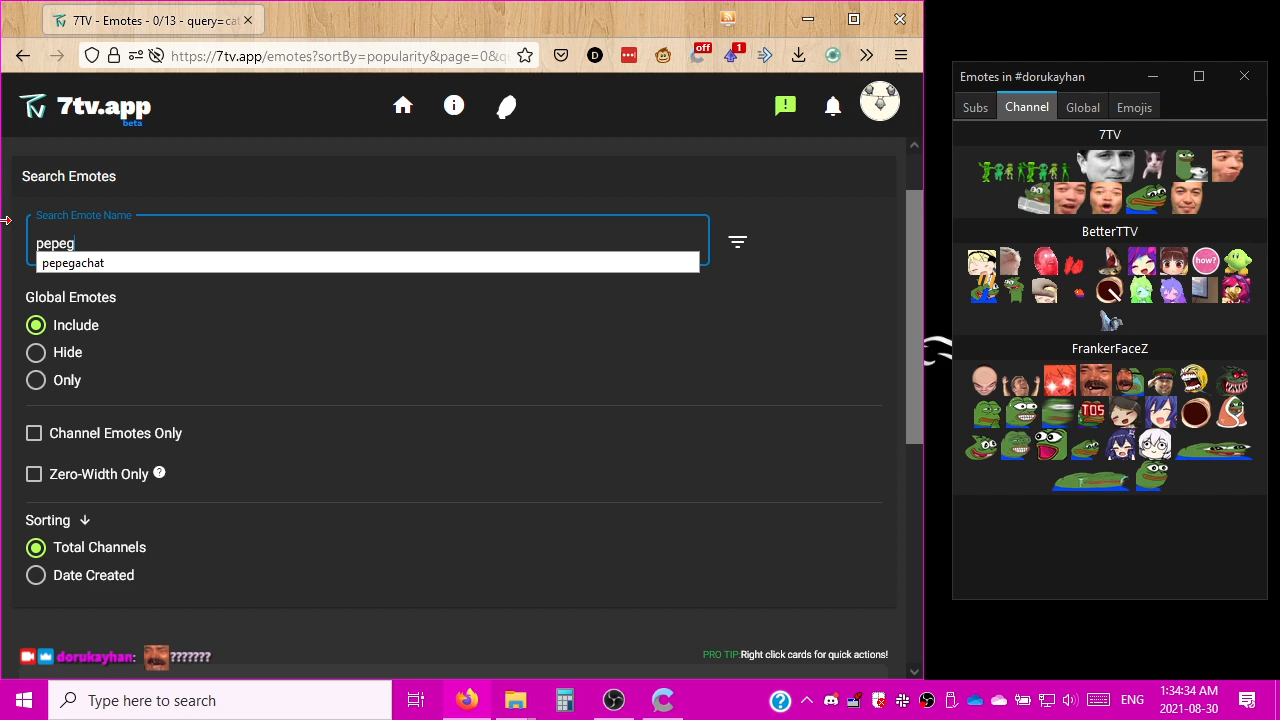 7TV - Emotes - 0/13 - query=cat
https://7tv.app/emotes?sortBy=popularity&page=0&qu
D
off
1
7tv.app
beta
Search Emotes
Search Emote Name
pepeg
pepegachat
Global Emotes
Include
Hide
Only
Channel Emotes Only
Zero-Width Only ?
Sorting
Total Channels
Date Created
dorukayhan: ???????
PRO TIP:Right click cards for quick actions!
Emotes in #dorukayhan
Subs
Channel
Global
Emojis
7TV
BetterTTV
how?
FrankerFaceZ
TOS
Type here to search
ENG
1:34:34 AM
2021-08-30